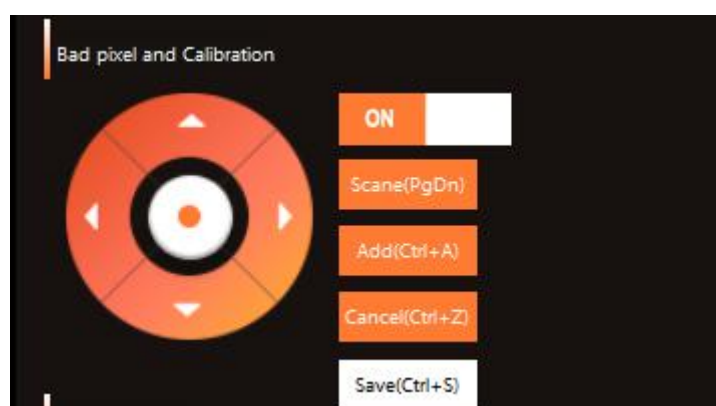 Bad pixel and Calibration
ON
Scane(PgDn)
Add(Ctrl+A)
Cancel(Ctrl+Z)
Save(Ctrl+S)